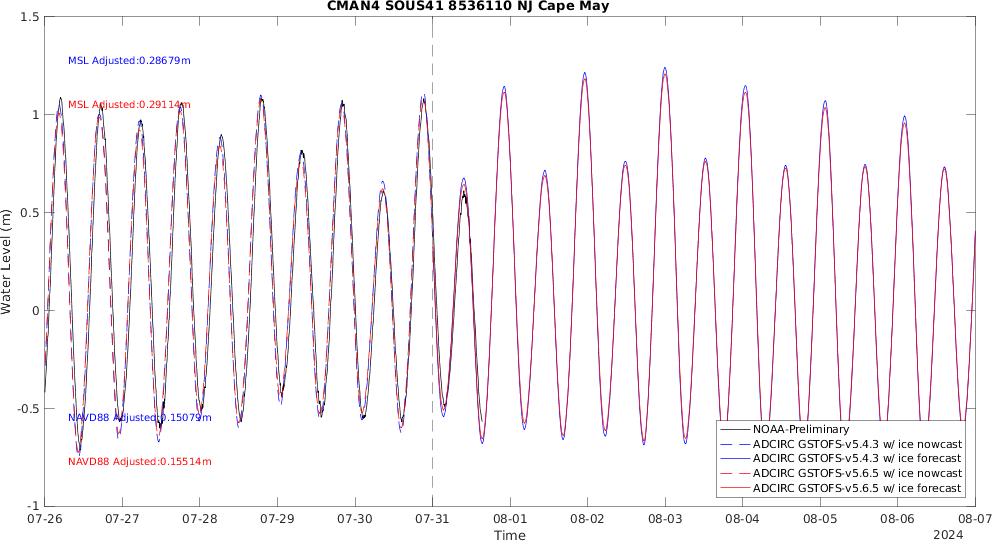 CMAN4 SOUS41 8536110 NJ Cape May
1.5
MSL Adjusted:0.28679m
MSL Adjusted:0.29114m
1
0.5
Water Level (m)
0
-0.5
NAVD88 Adjusted:0.15079m
NAVD88 Adjusted:0.15514m
NOAA-Preliminary
ADCIRC GSTOFS-v5.4.3 w/ ice nowcast
ADCIRC GSTOFS-v5.4.3 w/ ice forecast
ADCIRC GSTOFS-v5.6.5 w/ ice nowcast
ADCIRC GSTOFS-v5.6.5 w/ ice forecast
-1
07-26 07-27 07-28 07-29 07-30 07-31 08-01 08-02 08-03 08-04 08-05 08-06 08-07
Time
2024